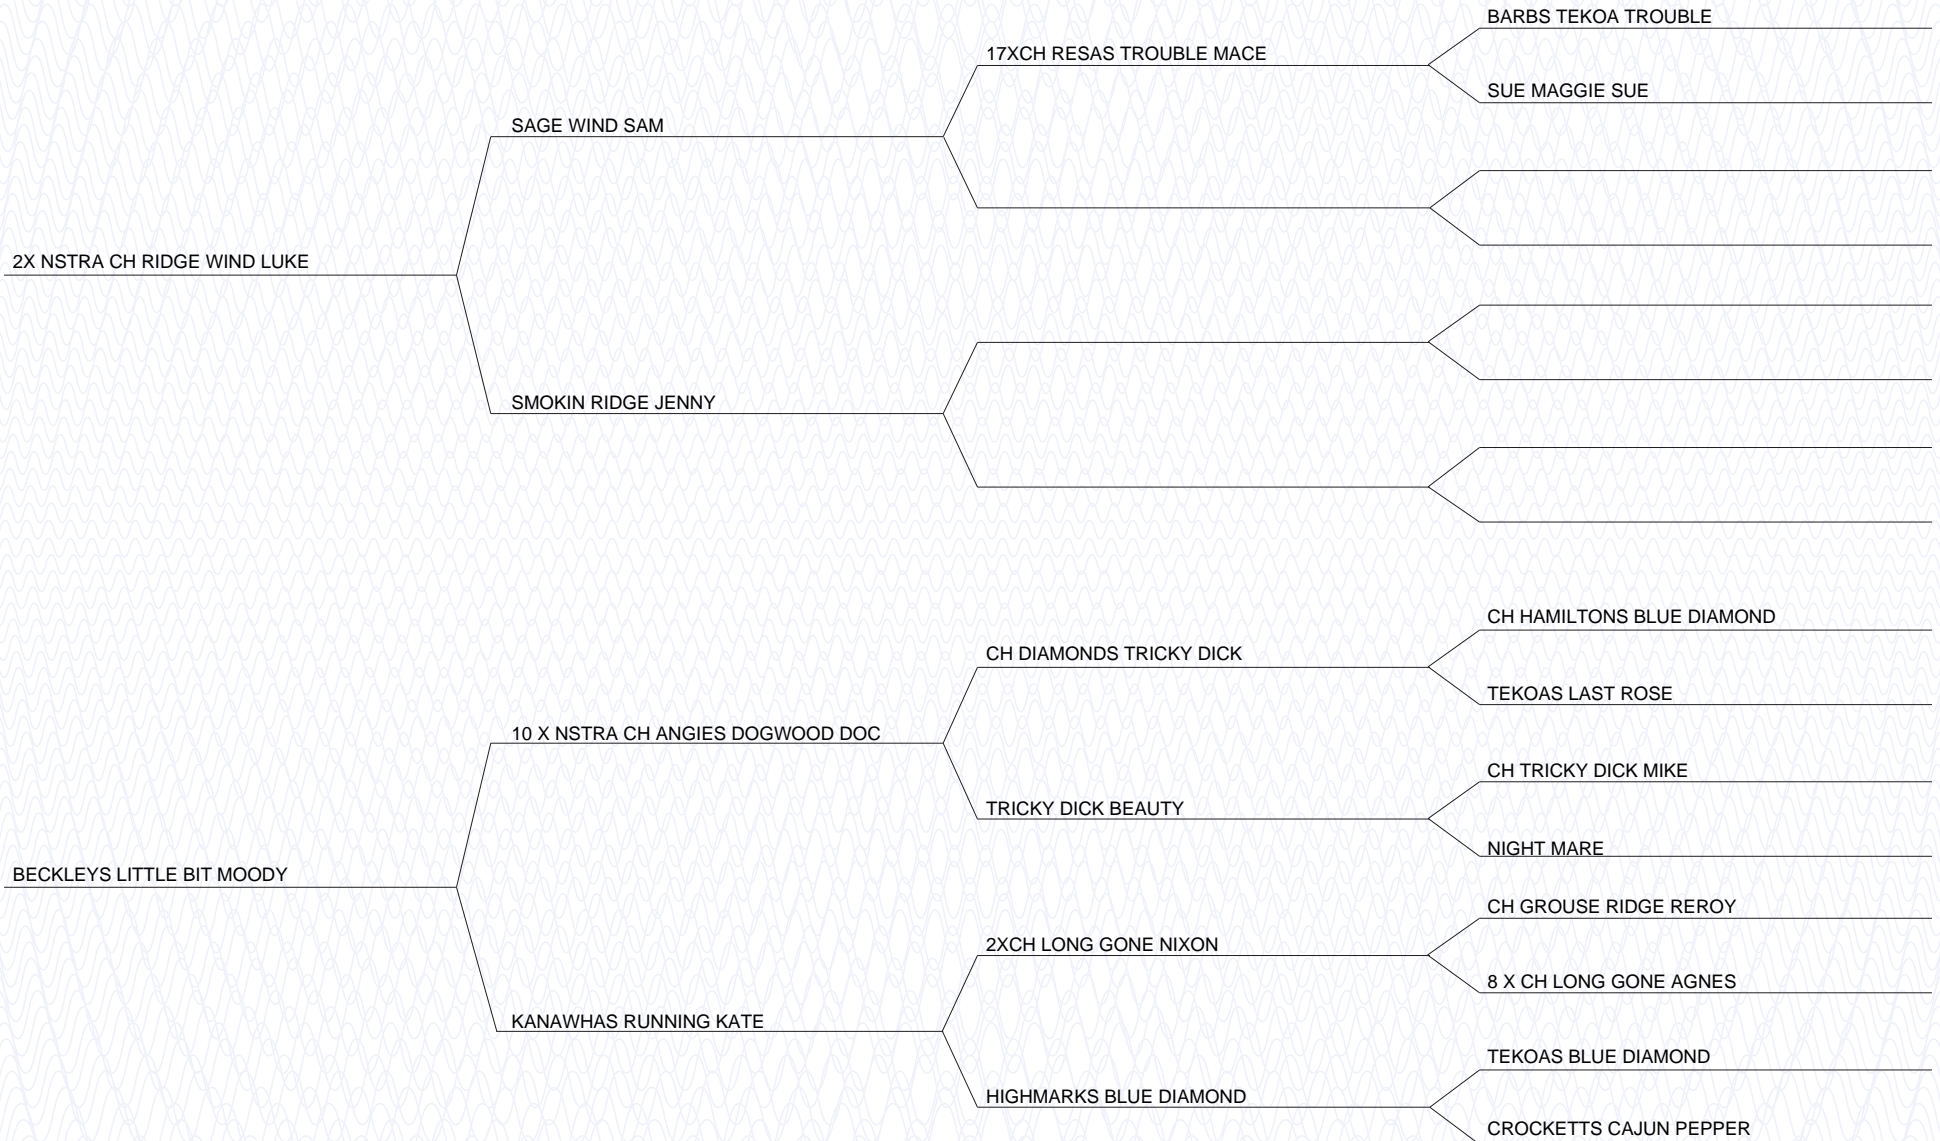 BARBS TEKOA TROUBLE
17XCH RESAS TROUBLE MACE
SUE MAGGIE SUE
SAGE WIND SAM
2X NSTRA CH RIDGE WIND LUKE
SMOKIN RIDGE JENNY
CH HAMILTONS BLUE DIAMOND
CH DIAMONDS TRICKY DICK
TEKOAS LAST ROSE
10 X NSTRA CH ANGIES DOGWOOD DOC
CH TRICKY DICK MIKE
TRICKY DICK BEAUTY
NIGHT MARE
BECKLEYS LITTLE BIT MOODY
CH GROUSE RIDGE REROY
2XCH LONG GONE NIXON
8 X CH LONG GONE AGNES
KANAWHAS RUNNING KATE
TEKOAS BLUE DIAMOND
HIGHMARKS BLUE DIAMOND
CROCKETTS CAJUN PEPPER